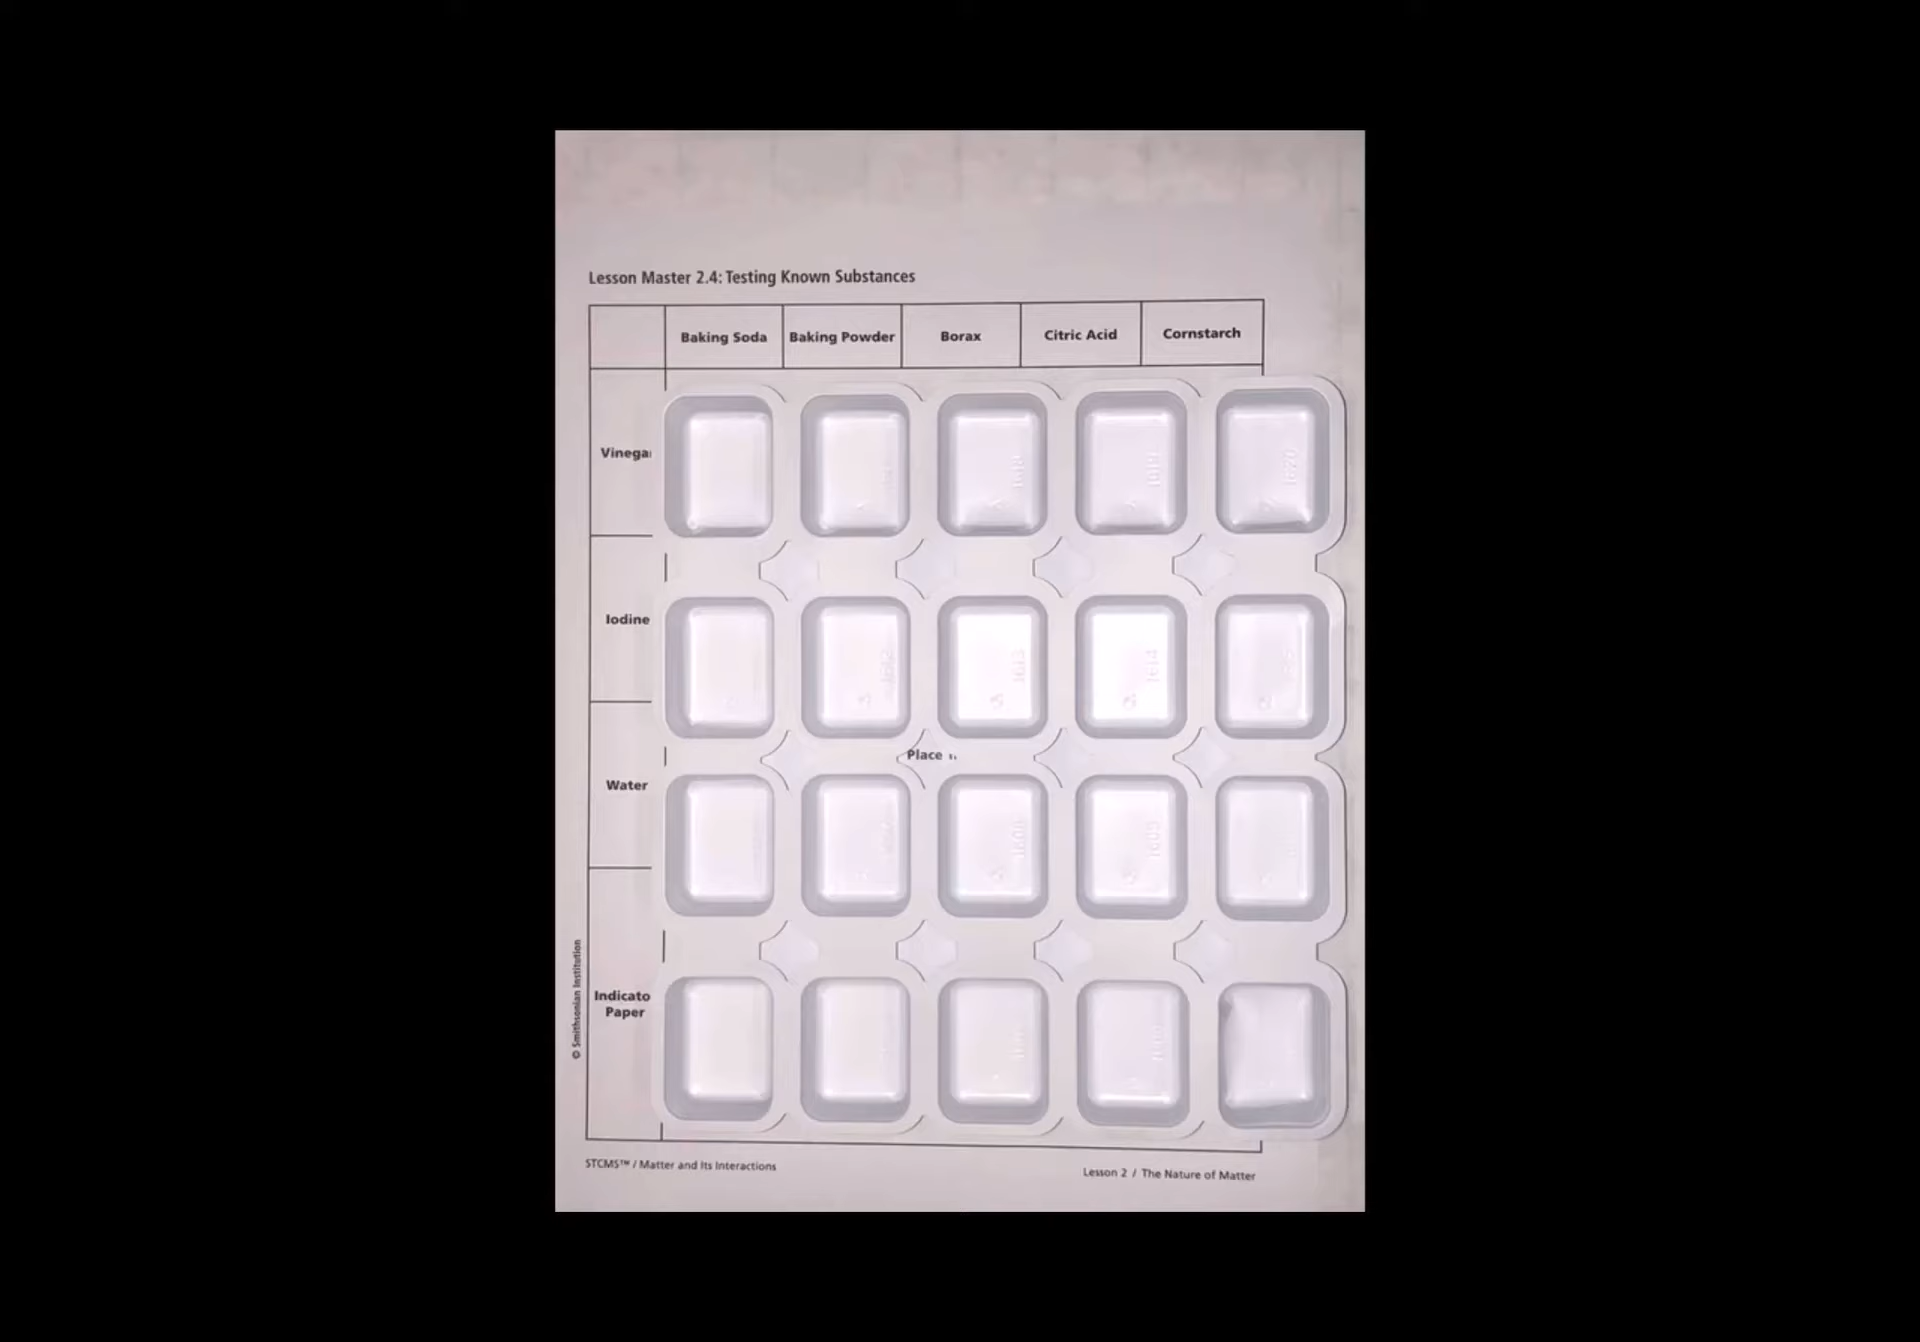 Lesson Master 2.4: Testing Known Substances
Baking Soda Baking Powder Borax Citric Acid Cornstarch
Vinegar
Iodine
Place
Water
Indicato
Paper
© Smithsonian Institution
STCMS™ / Matter and Its Interactions
Lesson 2 / The Nature of Matter